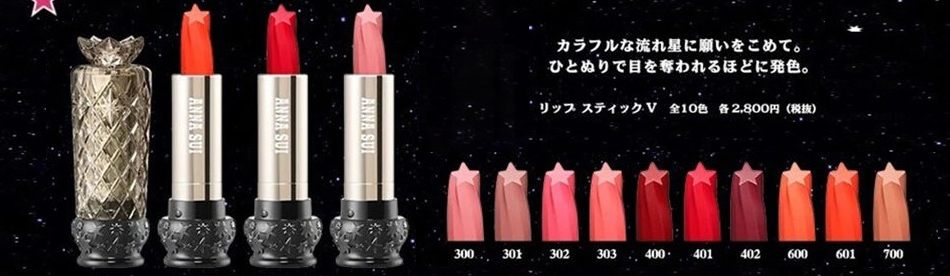 カラフルな流れ星に願いをこめて。
ひとぬりで目を奪われるほどに発色。
リップ スティック V 全10色 各2,800円（税抜）
ANNA SUI
ANNA SUI
ANNA SUI
300 301 302 303 400 401 402 600 601 700